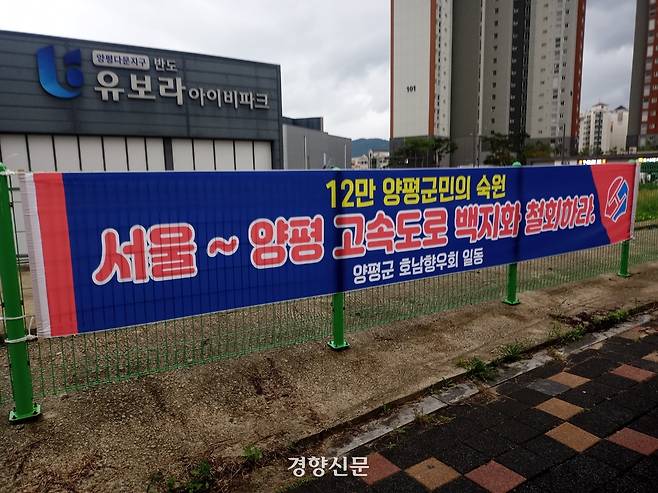 양평다문지구 반도
유보라 아이비파크
101
12만 양평군민의 숙원
서울 ~ 양평 고속도로 백지화 철회하라.
양평군 호남향우회 일동
경향신문